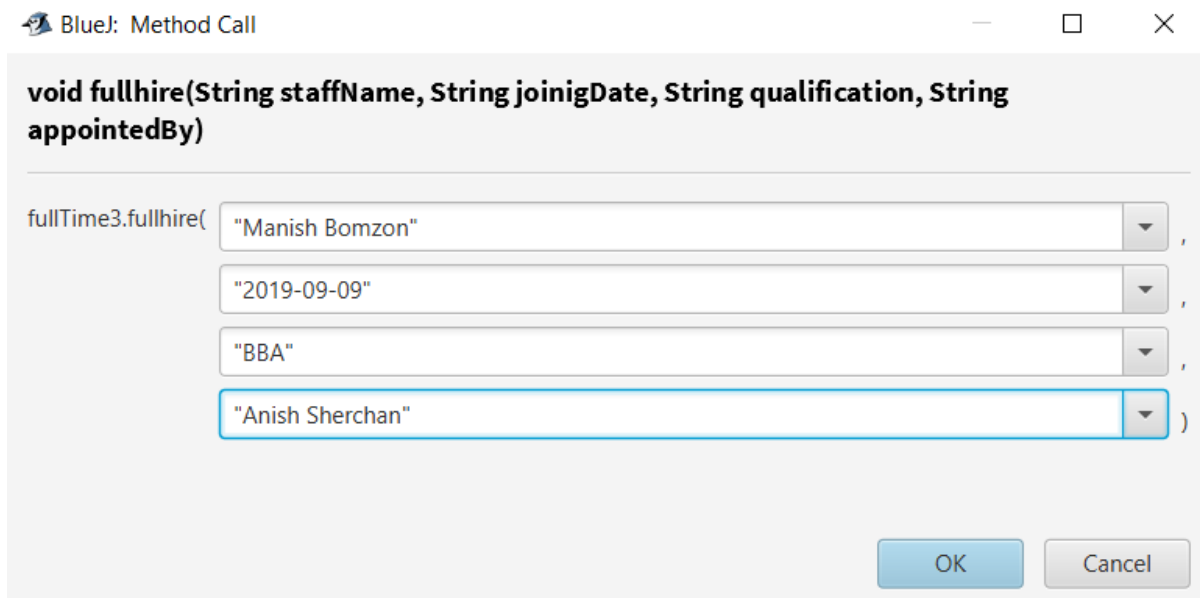 BlueJ: Method Call
void fullhire(String staffName, String joinigDate, String qualification, String
appointedBy)
fullTime3.fullhire( "Manish Bomzon" ,
"2019-09-09" ,
"BBA" ,
"Anish Sherchan" )
OK Cancel